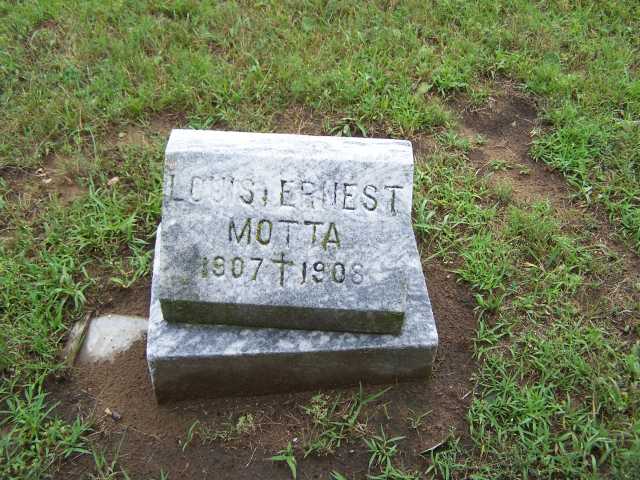 LOUIS ERNEST
MOTTA
1907 † 1908